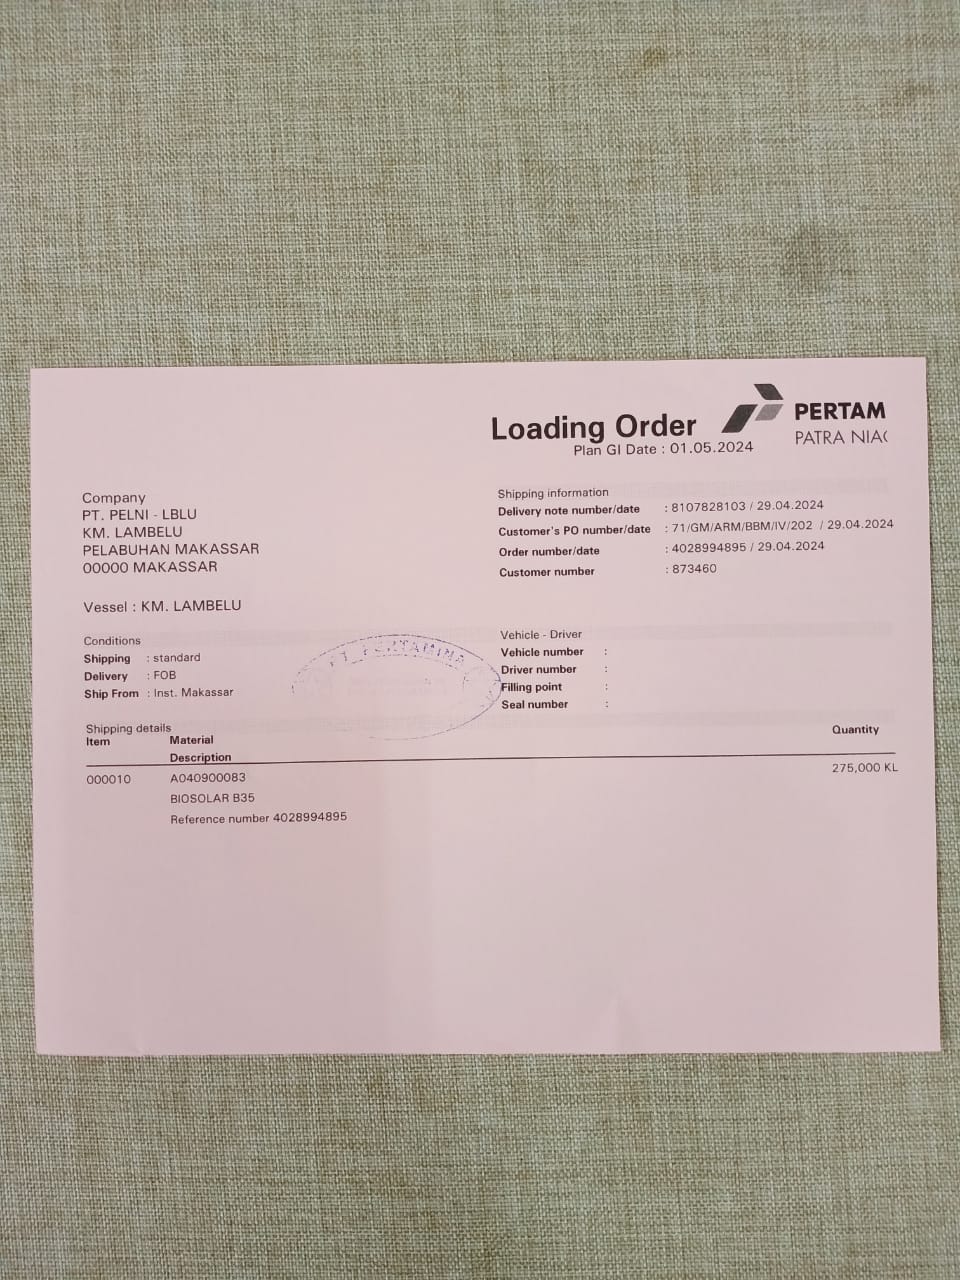 Loading Order
Plan GI Date : 01.05.2024
PERTAM
PATRA NIA
Company
PT. PELNI - LBLU
KM. LAMBELU
PELABUHAN MAKASSAR
00000 MAKASSAR
Vessel : KM. LAMBELU
Shipping information
Delivery note number/date : 8107828103 / 29.04.2024
Customer's PO number/date : 71/GM/ARM/BBM/IV/202 / 29.04.2024
Order number/date : 4028994895 / 29.04.2024
Customer number : 873460
Conditions
Shipping : standard
Delivery : FOB
Ship From : Inst. Makassar
PT. PERTAMINA
Vehicle - Driver
Vehicle number :
Driver number :
Filling point :
Seal number :
Shipping details
Item Material Quantity
Description
000010 A040900083 275,000 KL
BIOSOLAR B35
Reference number 4028994895